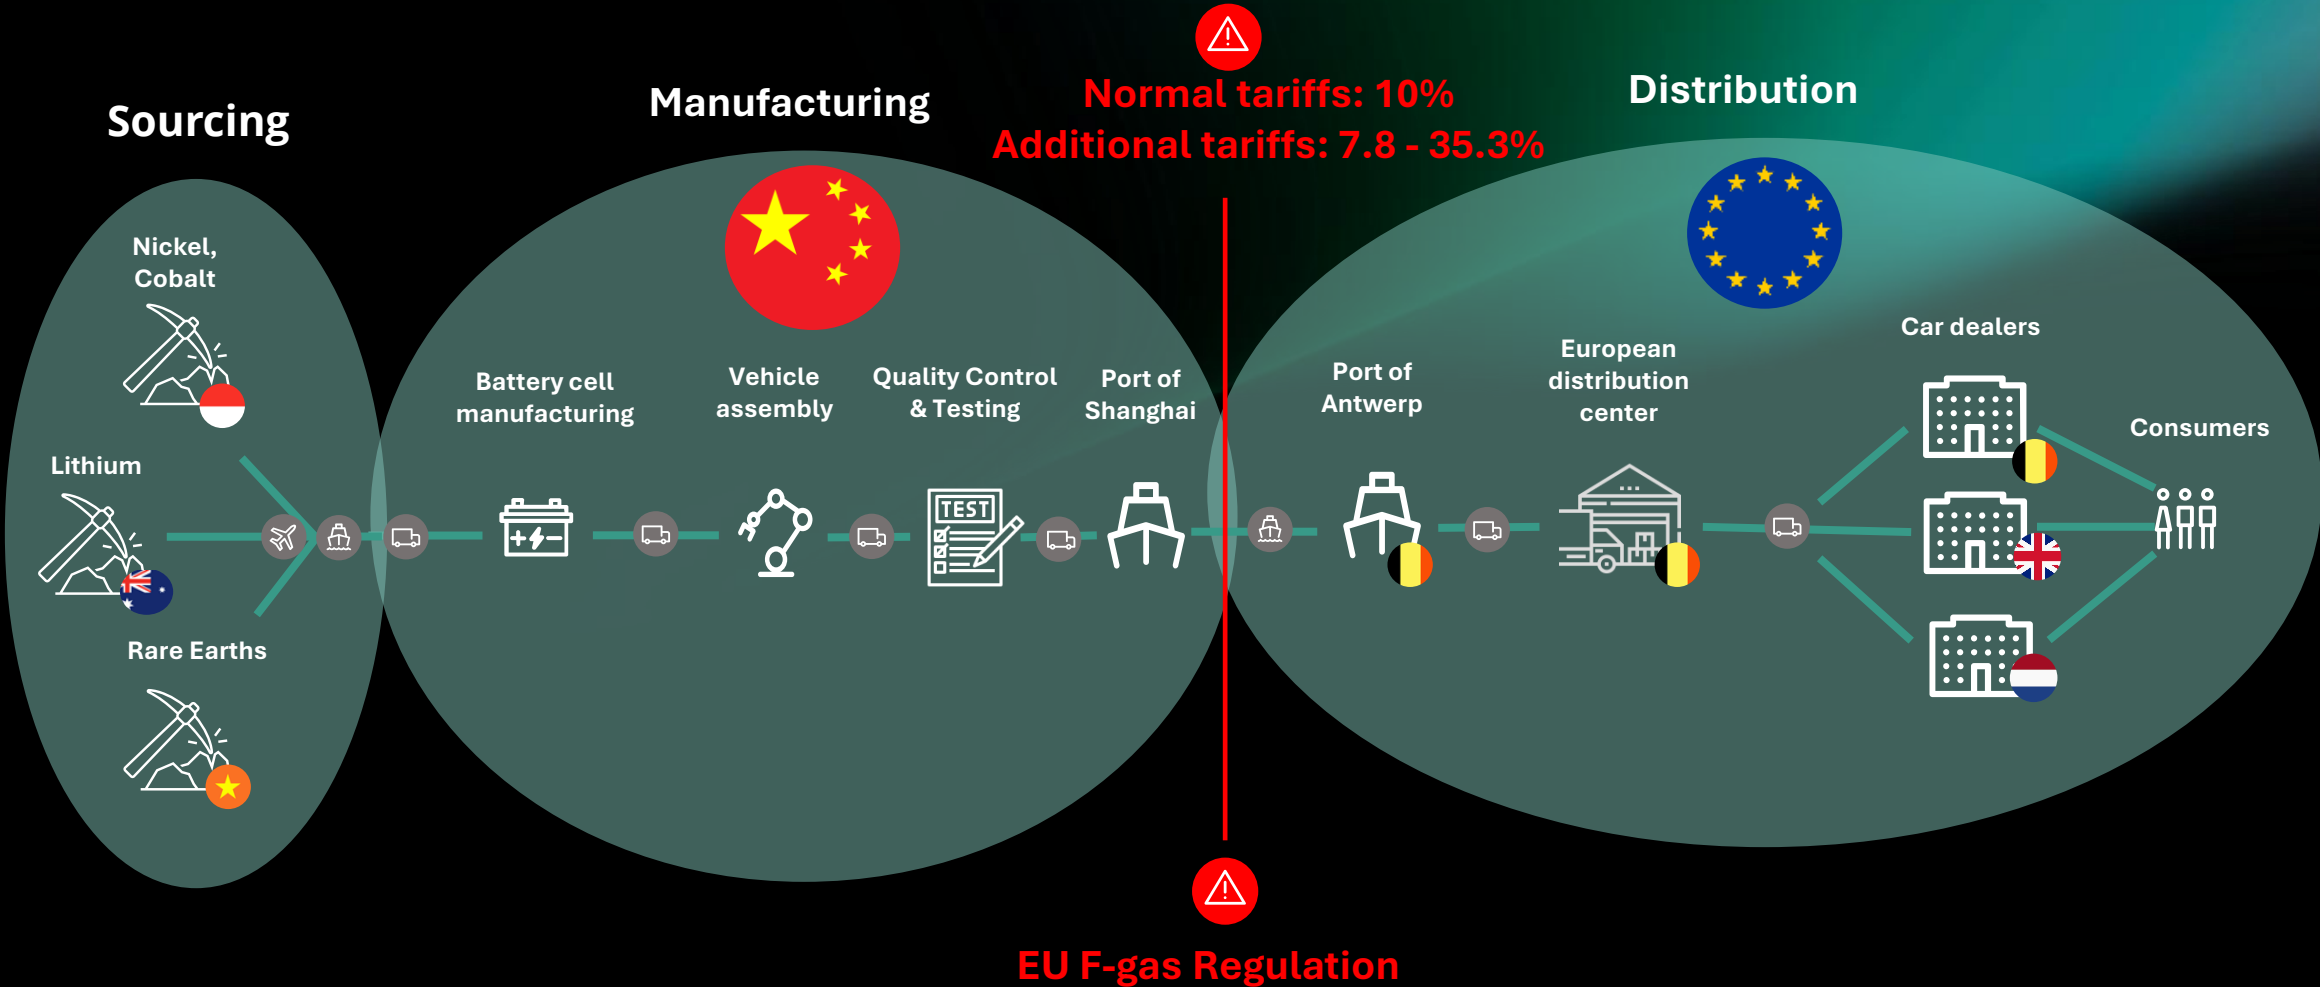 Sourcing
Nickel,
Cobalt
Lithium
Rare Earths
Manufacturing
Battery cell
manufacturing
Vehicle
assembly
Quality Control
& Testing
TEST
Port of
Shanghai
Normal tariffs: 10%
Additional tariffs: 7.8 - 35.3%
EU F-gas Regulation
Distribution
Port of
Antwerp
European
distribution
center
Car dealers
Consumers